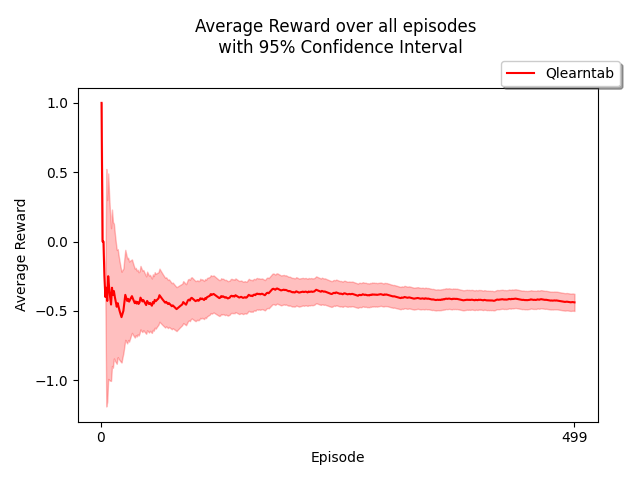 Average Reward over all episodes
with 95% Confidence Interval
Qlearntab
1.0
0.5
0.0
−0.5
−1.0
Average Reward
0
499
Episode